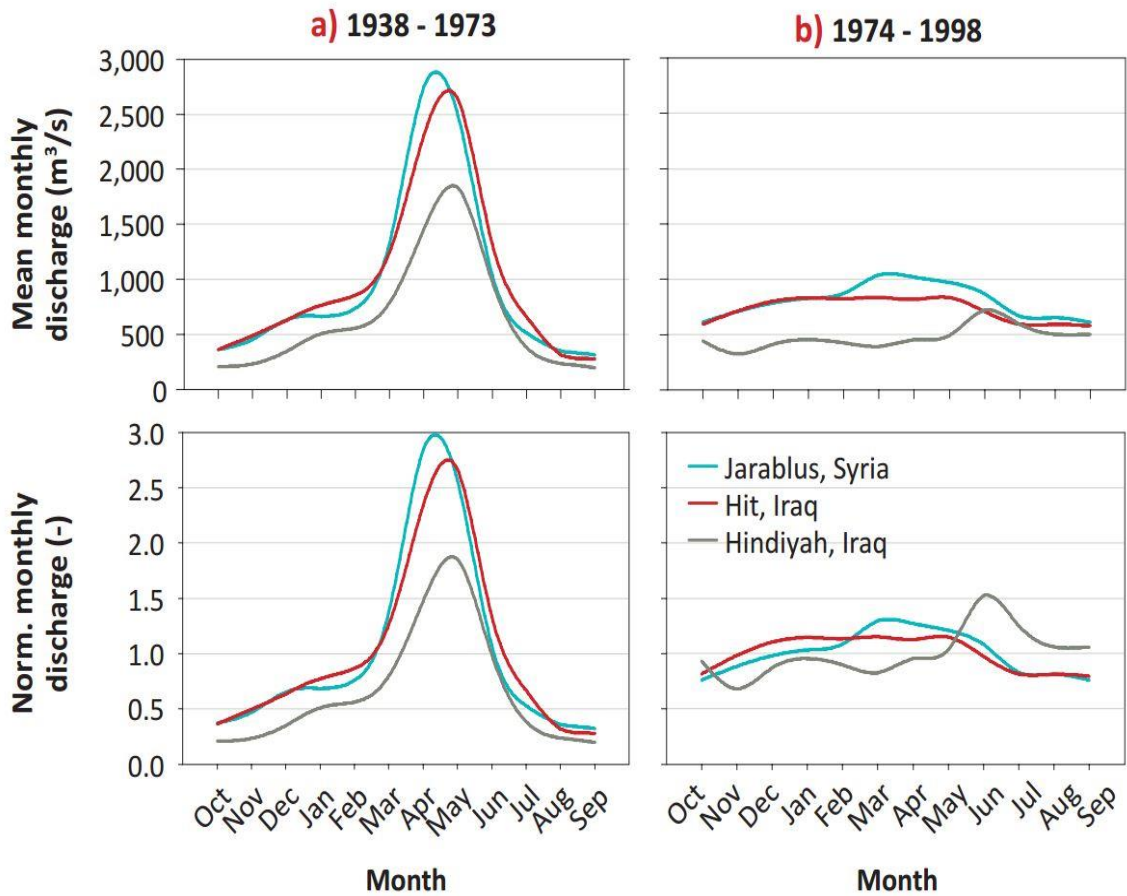 a) 1938 - 1973
b) 1974 - 1998
Mean monthly
discharge (m³/s)
3,000
2,500
2,000
1,500
1,000
500
0
Norm. monthly
discharge (-)
3.0
2.5
2.0
1.5
1.0
0.5
0.0
Jarablus, Syria
Hit, Iraq
Hindiyah, Iraq
Oct Nov Dec Jan Feb Mar Apr May Jun Jul Aug Sep
Oct Nov Dec Jan Feb Mar Apr May Jun Jul Aug Sep
Month
Month